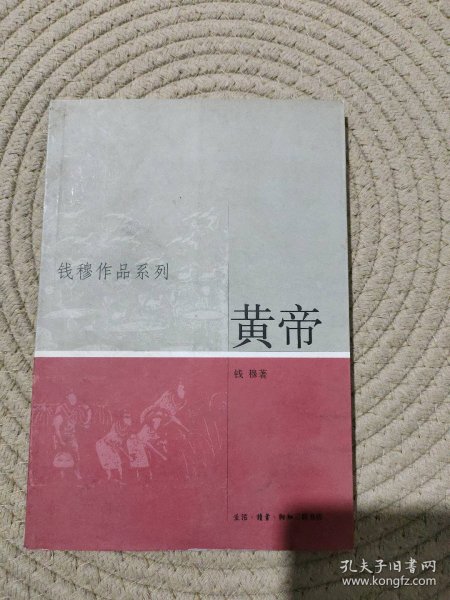 钱穆作品系列
黄帝
钱 穆著
生活·读书·新知三联书店
孔夫子旧书网
www.kongfz.com